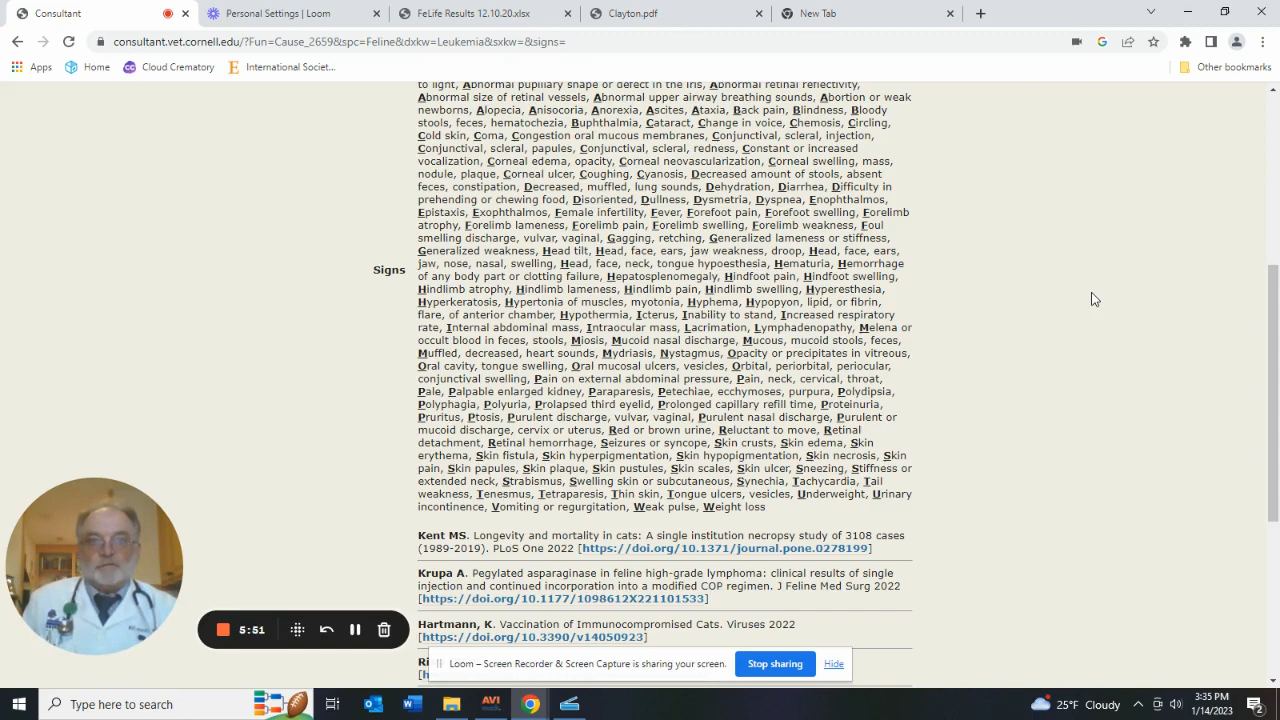 Consultant
Personal Settings | Loom
FeLife Results 12.10.20.xlsx
Clayton.pdf
New Tab
consultant.vet.cornell.edu/?Fun=Cause_2659&spc=Feline&dxkw=Leukemia&sxkw=&signs=
Apps
Home
Cloud Crematory
International Societ...
Other bookmarks
to light, Abnormal pupillary shape or defect in the iris, Abnormal retinal reflectivity,
Abnormal size of retinal vessels, Abnormal upper airway breathing sounds, Abortion or weak
newborns, Alopecia, Anisocoria, Anorexia, Ascites, Ataxia, Back pain, Blindness, Bloody
stools, feces, hematochezia, Buphthalmia, Cataract, Change in voice, Chemosis, Circling,
Cold skin, Coma, Congestion oral mucous membranes, Conjunctival, scleral, injection,
Conjunctival, scleral, papules, Conjunctival, scleral, redness, Constant or increased
vocalization, Corneal edema, opacity, Corneal neovascularization, Corneal swelling, mass,
nodule, plaque, Corneal ulcer, Coughing, Cyanosis, Decreased amount of stools, absent
feces, constipation, Decreased, muffled, lung sounds, Dehydration, Diarrhea, Difficulty in
prehending or chewing food, Disoriented, Dullness, Dysmetria, Dyspnea, Enophthalmos,
Epistaxis, Exophthalmos, Female infertility, Fever, Forefoot pain, Forefoot swelling, Forelimb
atrophy, Forelimb lameness, Forelimb pain, Forelimb swelling, Forelimb weakness, Foul
smelling discharge, vulvar, vaginal, Gagging, retching, Generalized lameness or stiffness,
Generalized weakness, Head tilt, Head, face, ears, jaw weakness, droop, Head, face, ears,
jaw, nose, nasal, swelling, Head, face, neck, tongue hypoesthesia, Hematuria, Hemorrhage
Signs
of any body part or clotting failure, Hepatosplenomegaly, Hindfoot pain, Hindfoot swelling,
Hindlimb atrophy, Hindlimb lameness, Hindlimb pain, Hindlimb swelling, Hyperesthesia,
Hyperkeratosis, Hypertonia of muscles, myotonia, Hyphema, Hypopyon, lipid, or fibrin,
flare, of anterior chamber, Hypothermia, Icterus, Inability to stand, Increased respiratory
rate, Internal abdominal mass, Intraocular mass, Lacrimation, Lymphadenopathy, Melena or
occult blood in feces, stools, Miosis, Mucoid nasal discharge, Mucous, mucoid stools, feces,
Muffled, decreased, heart sounds, Mydriasis, Nystagmus, Opacity or precipitates in vitreous,
Oral cavity, tongue swelling, Oral mucosal ulcers, vesicles, Orbital, periorbital, periocular,
conjunctival swelling, Pain on external abdominal pressure, Pain, neck, cervical, throat,
Pale, Palpable enlarged kidney, Paraparesis, Petechiae, ecchymoses, purpura, Polydipsia,
Polyphagia, Polyuria, Prolapsed third eyelid, Prolonged capillary refill time, Proteinuria,
Pruritus, Ptosis, Purulent discharge, vulvar, vaginal, Purulent nasal discharge, Purulent or
mucoid discharge, cervix or uterus, Red or brown urine, Reluctant to move, Retinal
detachment, Retinal hemorrhage, Seizures or syncope, Skin crusts, Skin edema, Skin
erythema, Skin fistula, Skin hyperpigmentation, Skin hypopigmentation, Skin necrosis, Skin
pain, Skin papules, Skin plaque, Skin pustules, Skin scales, Skin ulcer, Sneezing, Stiffness or
extended neck, Strabismus, Swelling skin or subcutaneous, Synechia, Tachycardia, Tail
weakness, Tenesmus, Tetraparesis, Thin skin, Tongue ulcers, vesicles, Underweight, Urinary
incontinence, Vomiting or regurgitation, Weak pulse, Weight loss
Kent MS. Longevity and mortality in cats: A single institution necropsy study of 3108 cases
(1989-2019). PLoS One 2022 [https://doi.org/10.1371/journal.pone.0278199]
Krupa A. Pegylated asparaginase in feline high-grade lymphoma: clinical results of single
injection and continued incorporation into a modified COP regimen. J Feline Med Surg 2022
[https://doi.org/10.1177/1098612X221101533]
Hartmann, K. Vaccination of Immunocompromised Cats. Viruses 2022
[https://doi.org/10.3390/v14050923]
5:51
Loom – Screen Recorder & Screen Capture is sharing your screen.
Stop sharing
Hide
Type here to search
AVI
25°F Cloudy
3:35 PM
1/14/2023
2